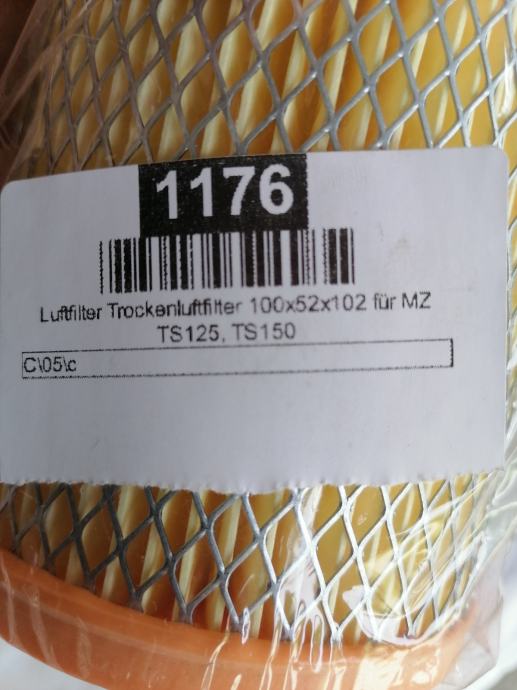 1176
Luftfilter Trockenluftfilter 100x52x102 für MZ
TS125, TS150
C\05\c